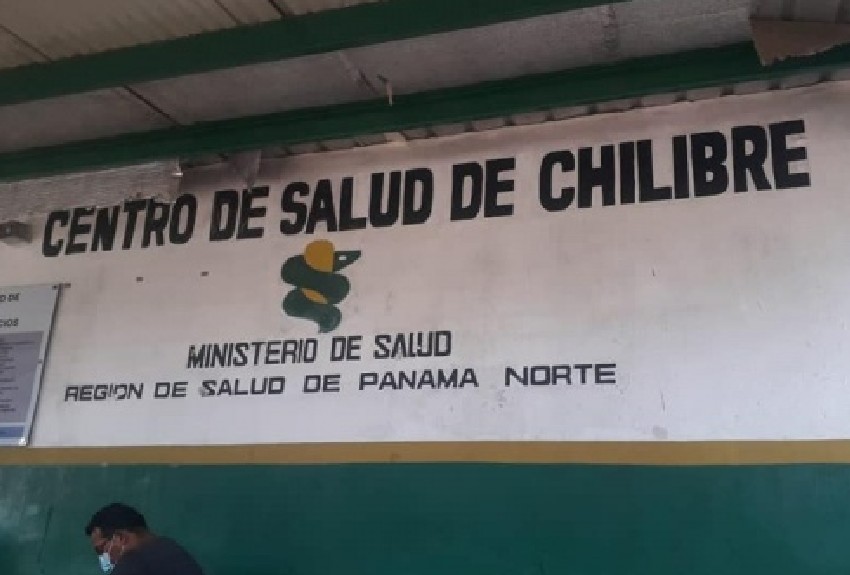 CENTRO DE SALUD DE CHILIBRE
MINISTERIO DE SALUD
REGION DE SALUD DE PANAMA NORTE